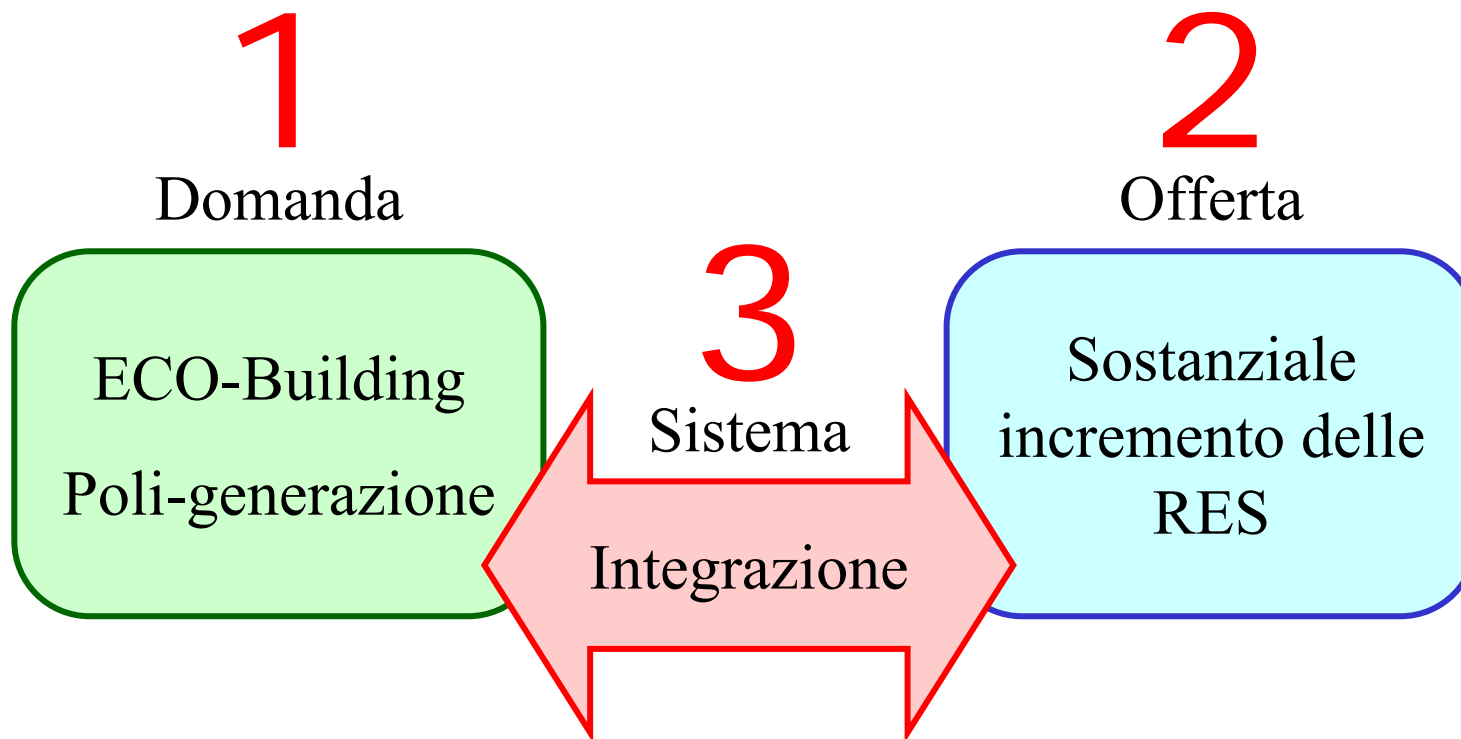 1
Domanda
ECO-Building
Poli-generazione
2
Offerta
Sostanziale
incremento delle
RES
3
Sistema
Integrazione